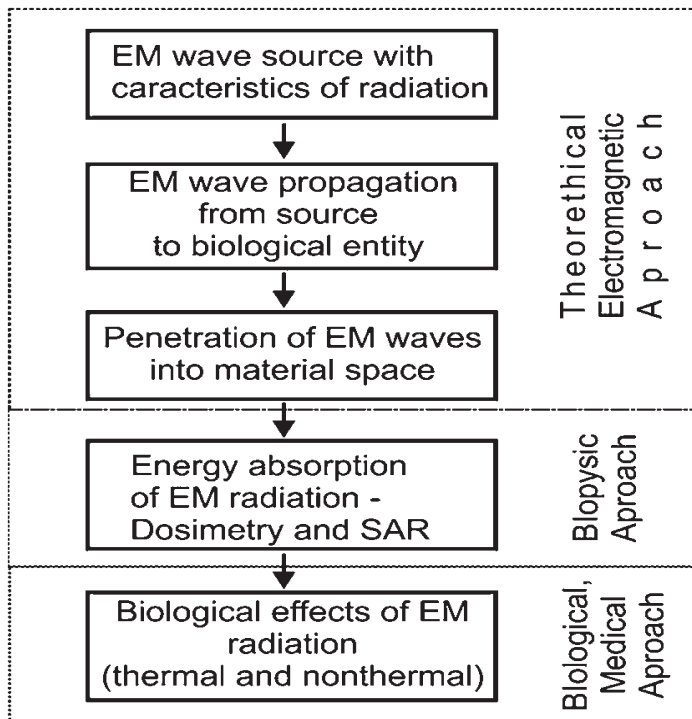 EM wave source with
caracteristics of radiation
EM wave propagation
from source
to biological entity
Penetration of EM waves
into material space
Theorethical
Electromagnetic
Aproach
Energy absorption
of EM radiation -
Dosimetry and SAR
Blopysic
Aproach
Biological effects of EM
radiation
(thermal and nonthermal)
Blological,
Medical
Aproach